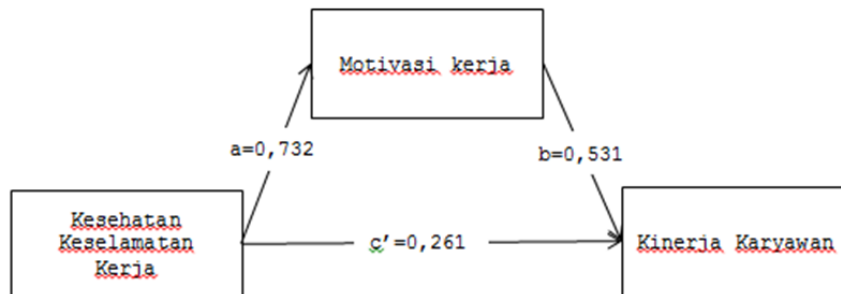 Motivasi kerja
a=0,732
b=0,531
Kesehatan
Keselamatan
Kerja
c’=0,261
Kinerja Karyawan